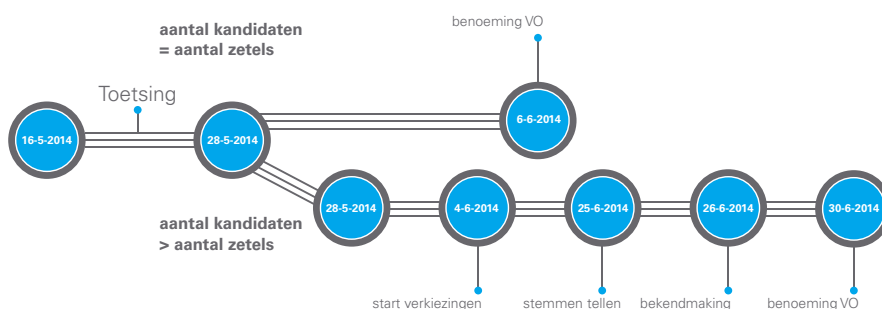 benoeming VO
aantal kandidaten
= aantal zetels
Toetsing
6-6-2014
16-5-2014
28-5-2014
28-5-2014
4-6-2014
25-6-2014
26-6-2014
30-6-2014
aantal kandidaten
> aantal zetels
start verkiezingen
stemmen tellen
bekendmaking
benoeming VO